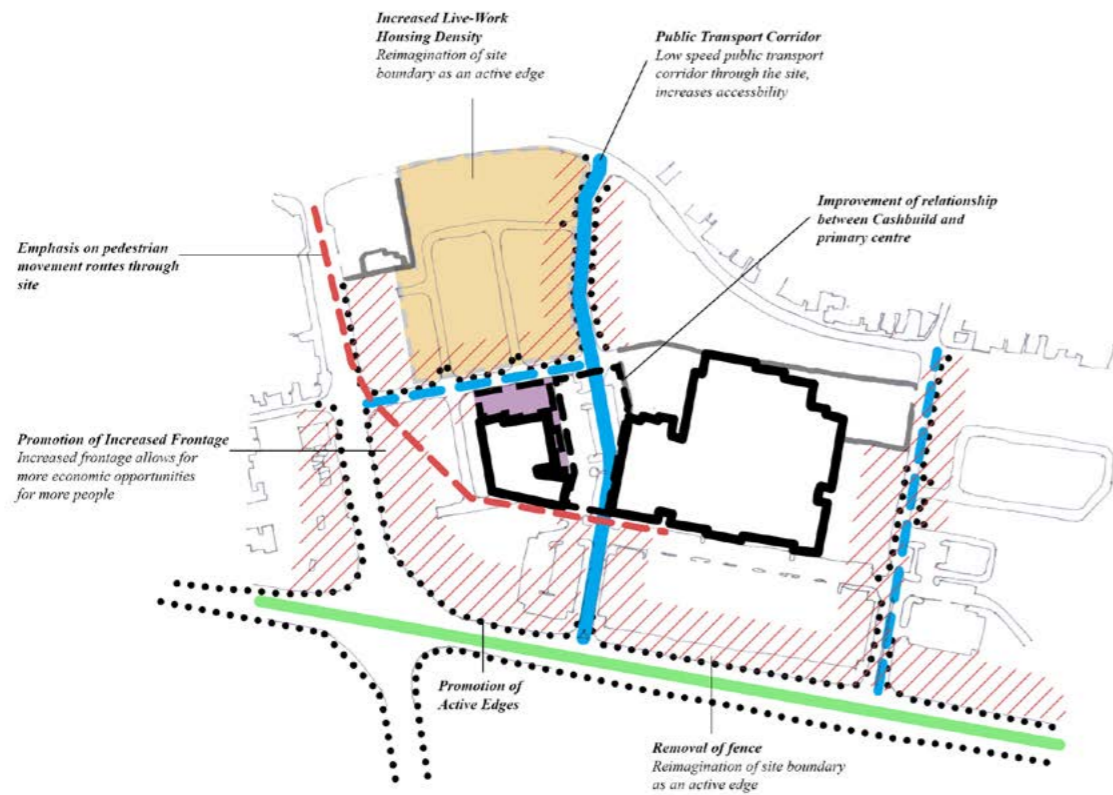 Increased Live-Work
Housing Density
Reimagination of site
boundary as an active edge
Public Transport Corridor
Low speed public transport
corridor through the site,
increases accessbility
Improvement of relationship
between Cashbuild and
primary centre
Emphasis on pedestrian
movement routes through
site
Promotion of Increased Frontage
Increased frontage allows for
more economic opportunities
for more people
Promotion of
Active Edges
Removal of fence
Reimagination of site boundary
as an active edge